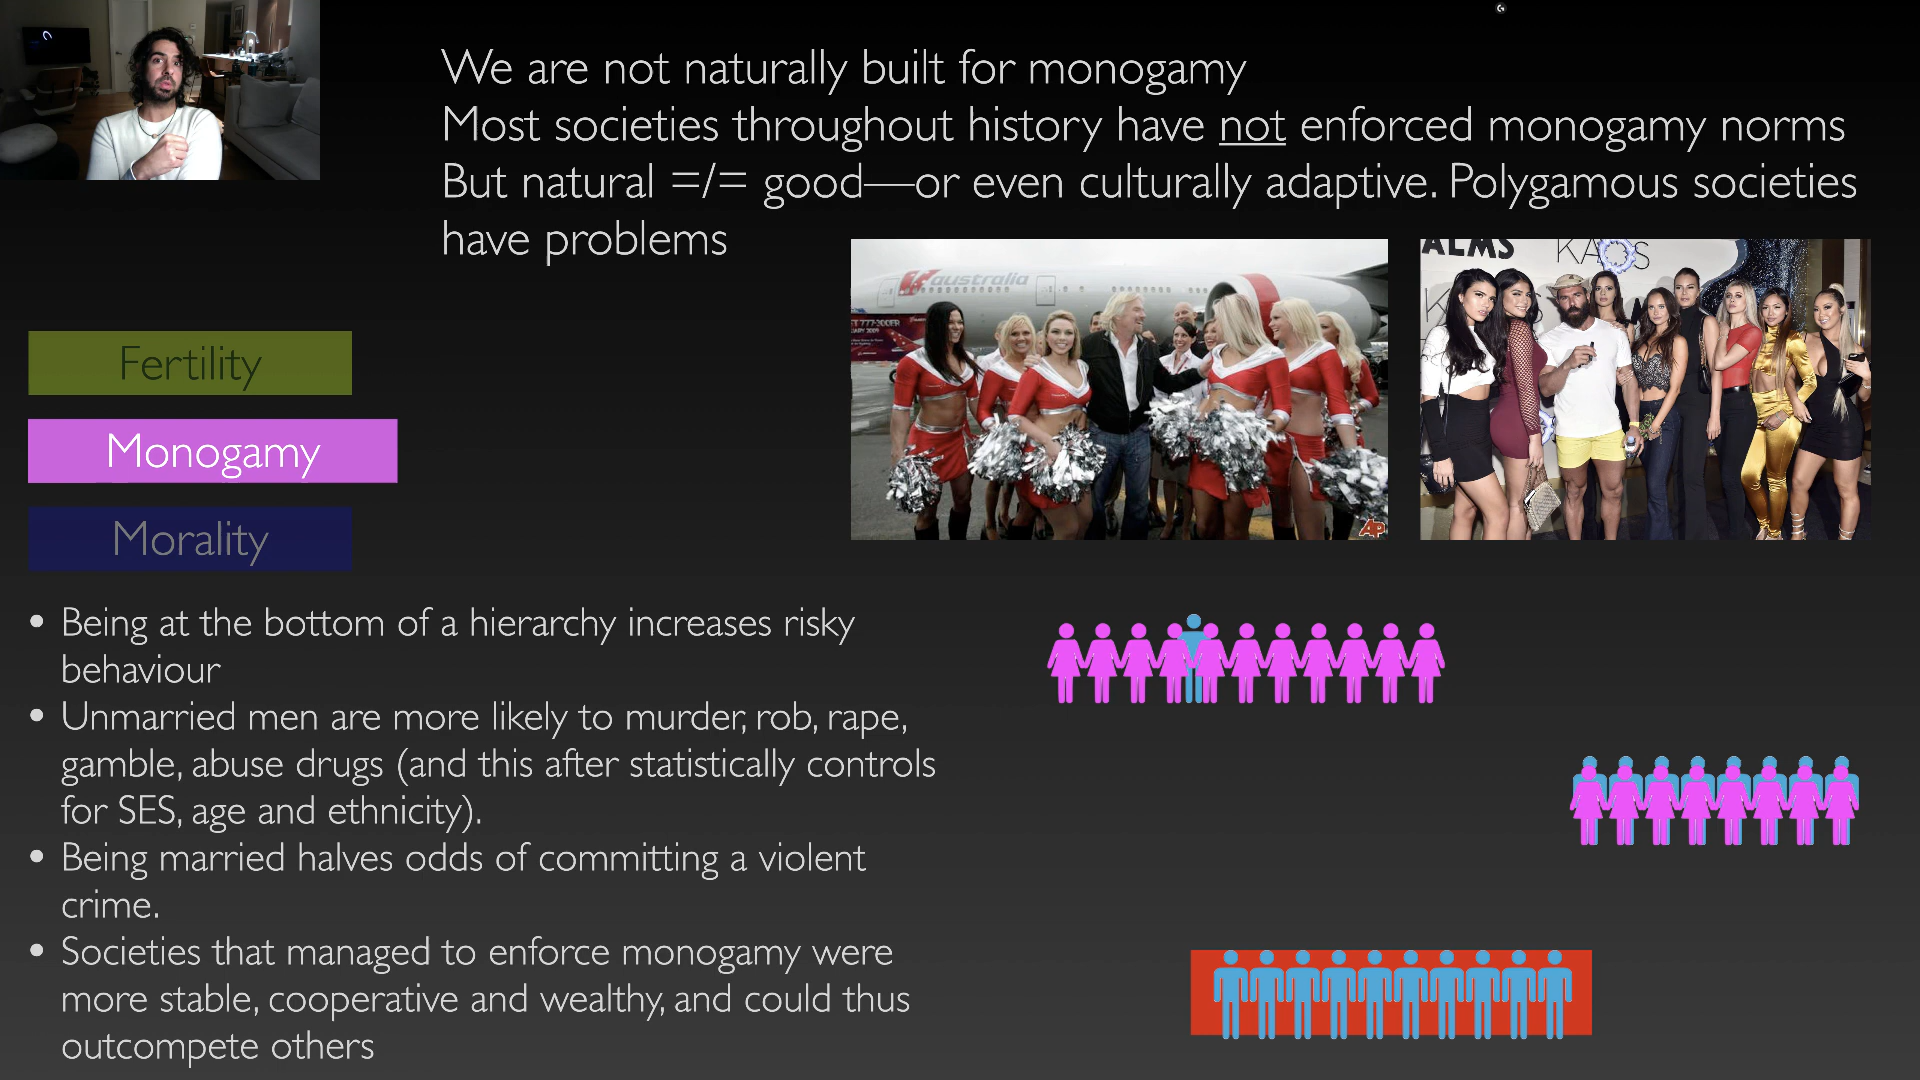 We are not naturally built for monogamy
Most societies throughout history have not enforced monogamy norms
But natural =/= good—or even culturally adaptive. Polygamous societies
have problems
australia
AP
KAOS
Fertility
Monogamy
Morality
• Being at the bottom of a hierarchy increases risky
behaviour
• Unmarried men are more likely to murder, rob, rape,
gamble, abuse drugs (and this after statistically controls
for SES, age and ethnicity).
• Being married halves odds of committing a violent
crime.
• Societies that managed to enforce monogamy were
more stable, cooperative and wealthy, and could thus
outcompete others